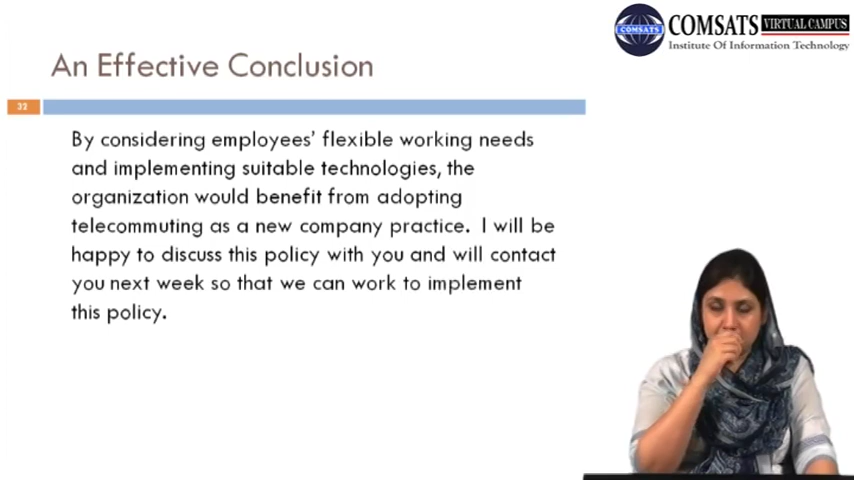 COMSATS VIRTUAL CAMPUS
Institute Of Information Technology
COMSATS
An Effective Conclusion
32
By considering employees' flexible working needs
and implementing suitable technologies, the
organization would benefit from adopting
telecommuting as a new company practice. I will be
happy to discuss this policy with you and will contact
you next week so that we can work to implement
this policy.